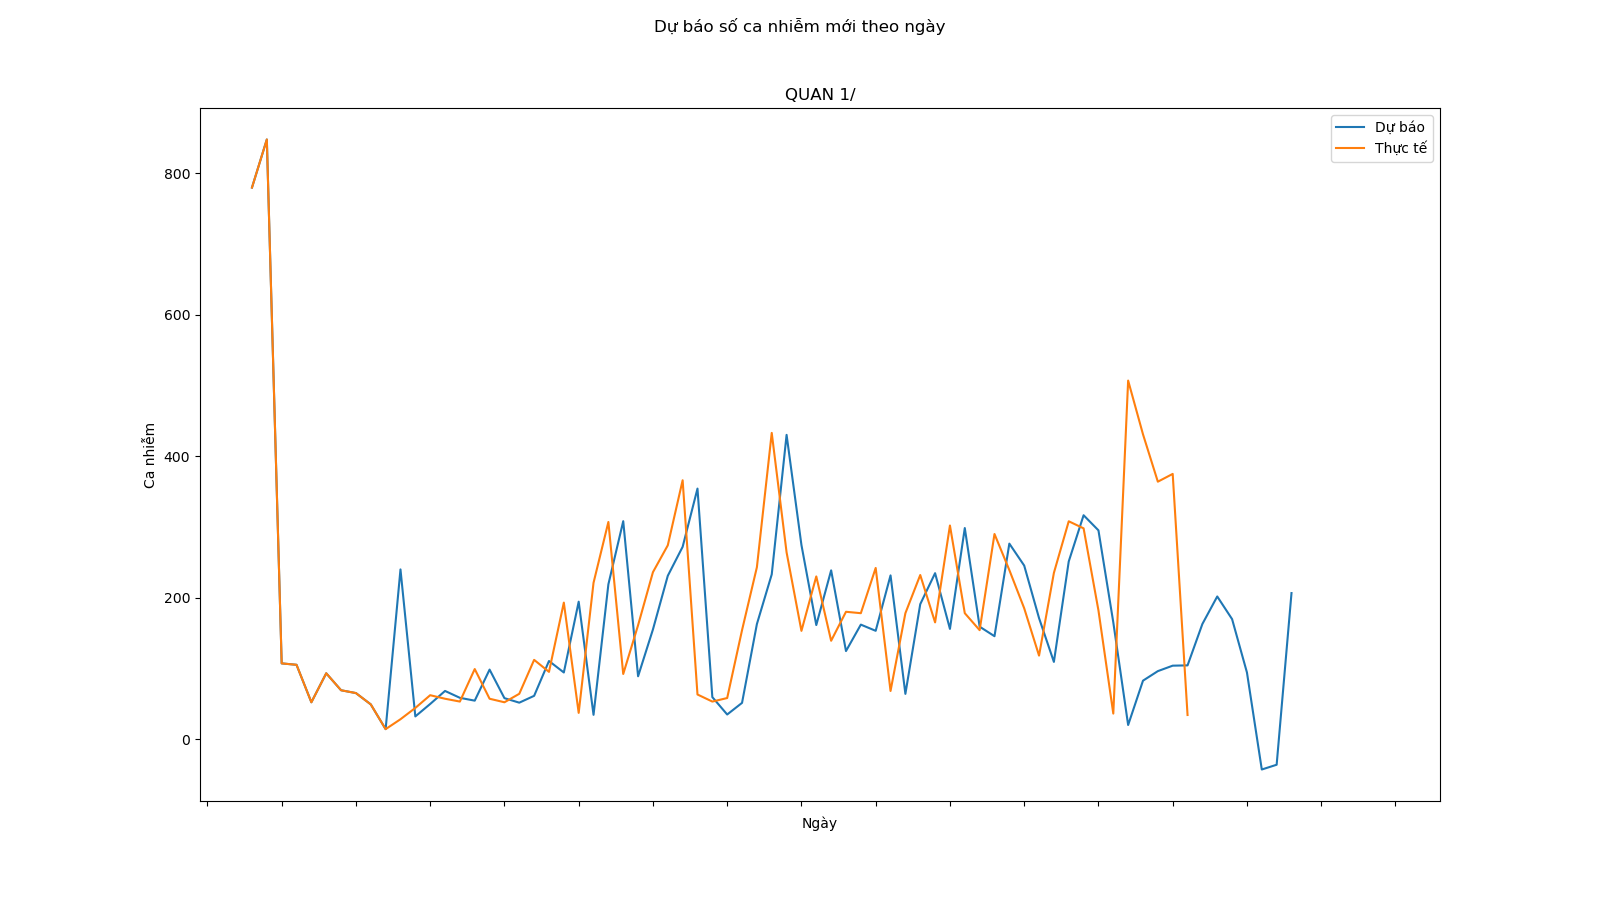 Dự báo số ca nhiễm mới theo ngày
QUAN 1/
Dự báo
Thực tế
800
600
400
200
0
Ca nhiễm
Ngày